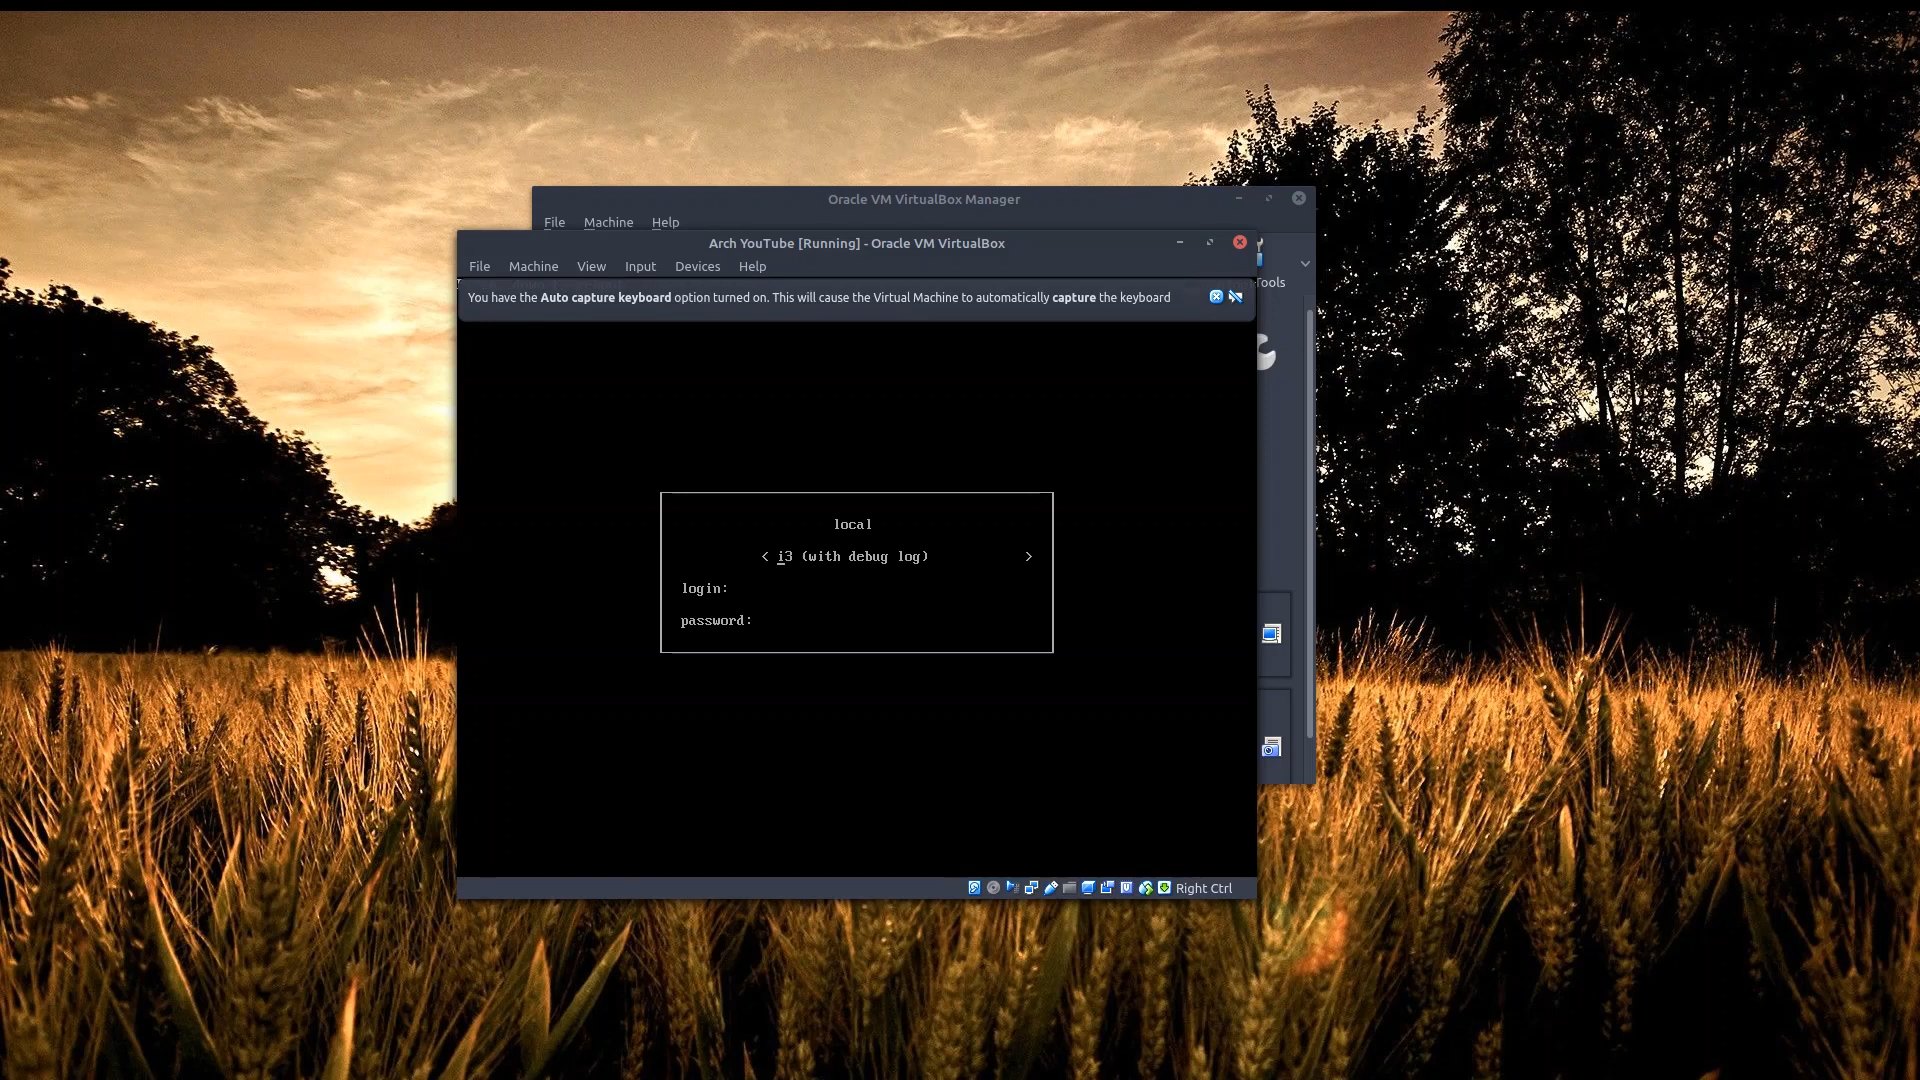 Oracle VM VirtualBox Manager
File Machine Help
Arch YouTube [Running] - Oracle VM VirtualBox
File Machine View Input Devices Help
Tools
You have the Auto capture keyboard option turned on. This will cause the Virtual Machine to automatically capture the keyboard
local
< i3 (with debug log) >
login:
password:
Right Ctrl